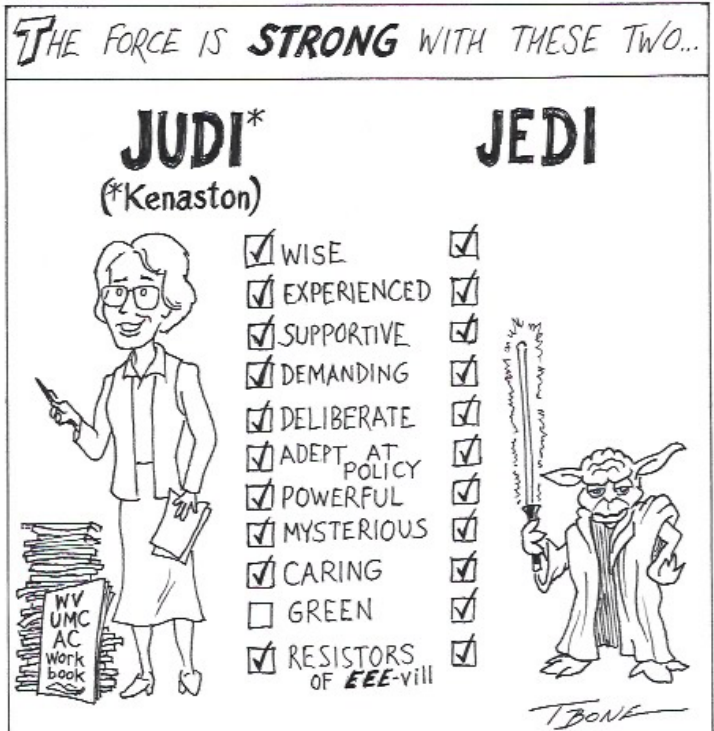 THE FORCE IS STRONG WITH THESE TWO...
JUDI*
(*Kenaston)
JEDI
WISE
EXPERIENCED
SUPPORTIVE
DEMANDING
DELIBERATE
ADEPT AT
POLICY
POWERFUL
MYSTERIOUS
CARING
GREEN
RESISTORS
OF EEE-vill
WV
UMC
AC
work
book
TBONE